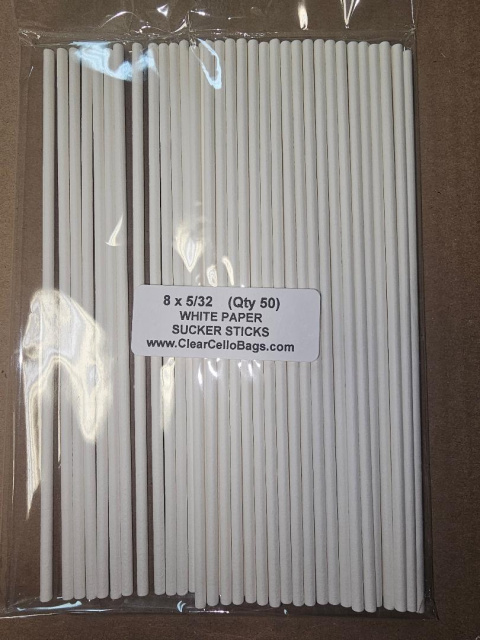 8 x 5/32 (Qty 50)
WHITE PAPER
SUCKER STICKS
www.ClearCelloBags.com